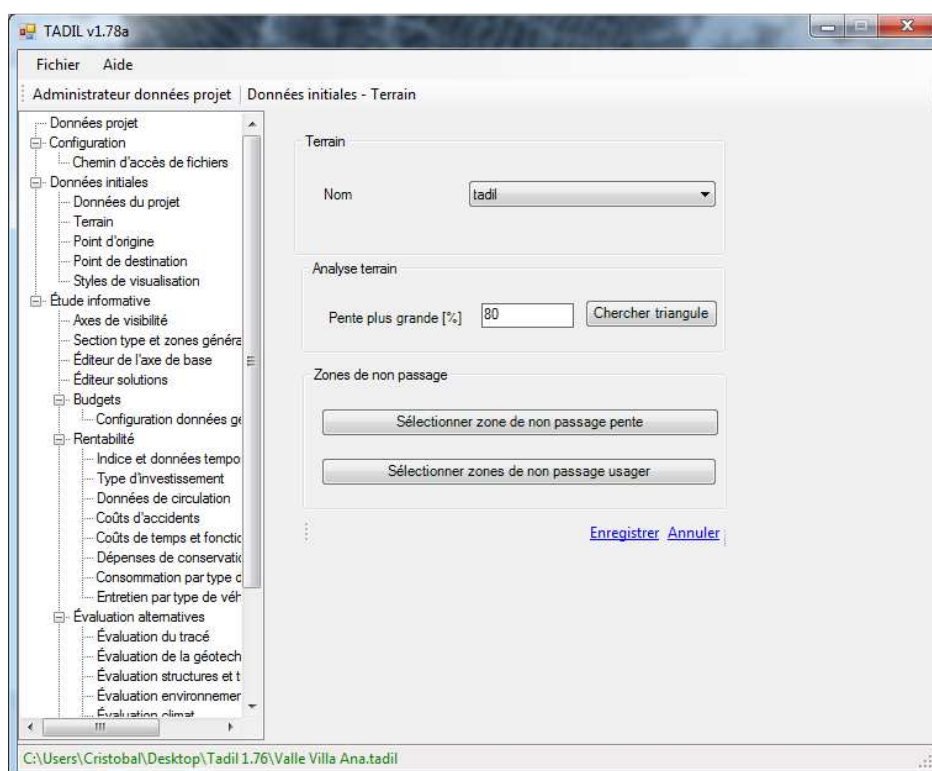 TADIL v1.78a
Fichier Aide
Administrateur données projet Données initiales - Terrain
Données projet
Configuration
Chemin d'accès de fichiers
Données initiales
Données du projet
Terrain
Point d'origine
Point de destination
Styles de visualisation
Étude informative
Axes de visibilité
Section type et zones généra
Éditeur de l'axe de base
Éditeur solutions
Budgets
Configuration données gé
Rentabilité
Indice et données tempo
Type d'investissement
Données de circulation
Coûts d'accidents
Coûts de temps et fonctic
Dépenses de conservatic
Consommation par type d
Entretien par type de véh
Évaluation alternatives
Évaluation du tracé
Évaluation de la géotech
Évaluation structures et t
Évaluation environnemer
Évaluation climat
Terrain
Nom tadil
Analyse terrain
Pente plus grande [%] 80 Chercher triangule
Zones de non passage
Sélectionner zone de non passage pente
Sélectionner zones de non passage usager
Enregistrer Annuler
C:\Users\Cristobal\Desktop\Tadil 1.76\Valle Villa Ana.tadil